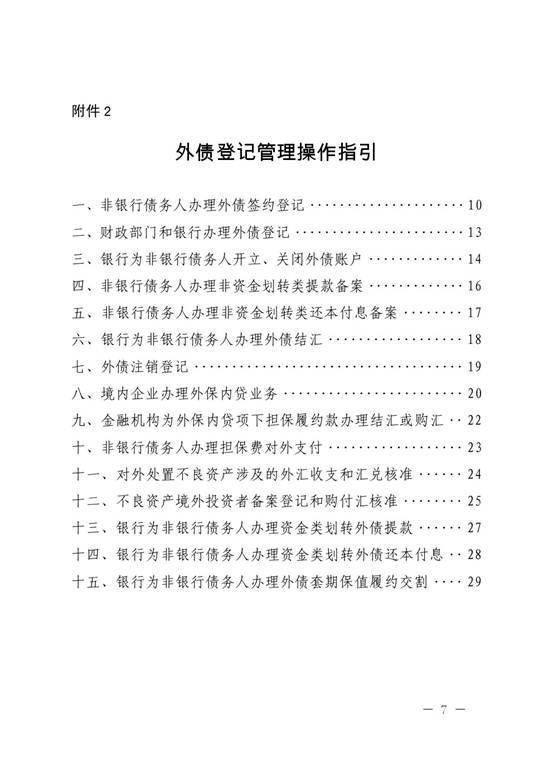 附件2
外债登记管理操作指引
一、非银行债务人办理外债签约登记 ····················· 10
二、财政部门和银行办理外债登记 ······················· 13
三、银行为非银行债务人开立、关闭外债账户 ············· 14
四、非银行债务人办理非资金划转类提款备案 ············· 16
五、非银行债务人办理非资金划转类还本付息备案 ········ 17
六、银行为非银行债务人办理外债结汇 ·················· 18
七、外债注销登记 ·································· 19
八、境内企业办理外保内贷业务 ······················· 20
九、金融机构为外保内贷项下担保履约款办理结汇或购汇 ·· 22
十、非银行债务人办理担保费对外支付 ·················· 23
十一、对外处置不良资产涉及的外汇收支和汇兑核准 ······ 24
十二、不良资产境外投资者备案登记和购付汇核准 ········ 25
十三、银行为非银行债务人办理资金类划转外债提款 ······ 27
十四、银行为非银行债务人办理资金类划转外债还本付息 ·· 28
十五、银行为非银行债务人办理外债套期保值履约交割 ···· 29
— 7 —